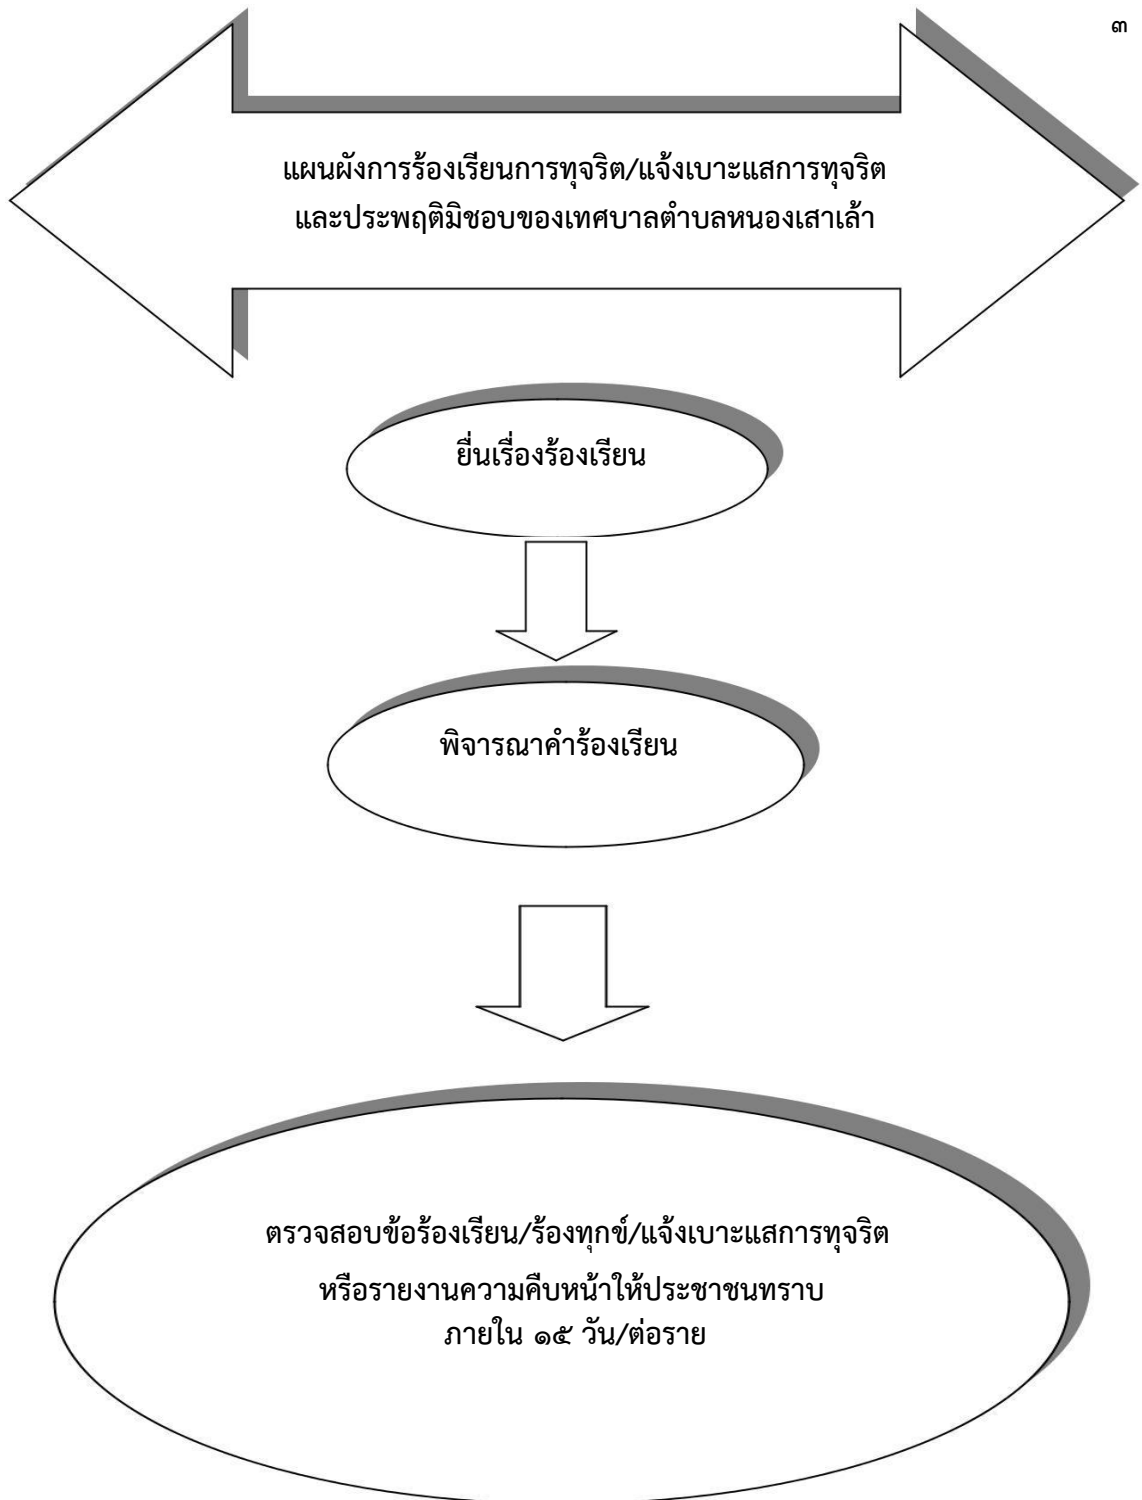 ๓
แผนผังการร้องเรียนการทุจริต/แจ้งเบาะแสการทุจริต
และประพฤติมิชอบของเทศบาลตำบลหนองเสาเล้า
ยื่นเรื่องร้องเรียน
พิจารณาคำร้องเรียน
ตรวจสอบข้อร้องเรียน/ร้องทุกข์/แจ้งเบาะแสการทุจริต
หรือรายงานความคืบหน้าให้ประชาชนทราบ
ภายใน ๑๕ วัน/ต่อราย